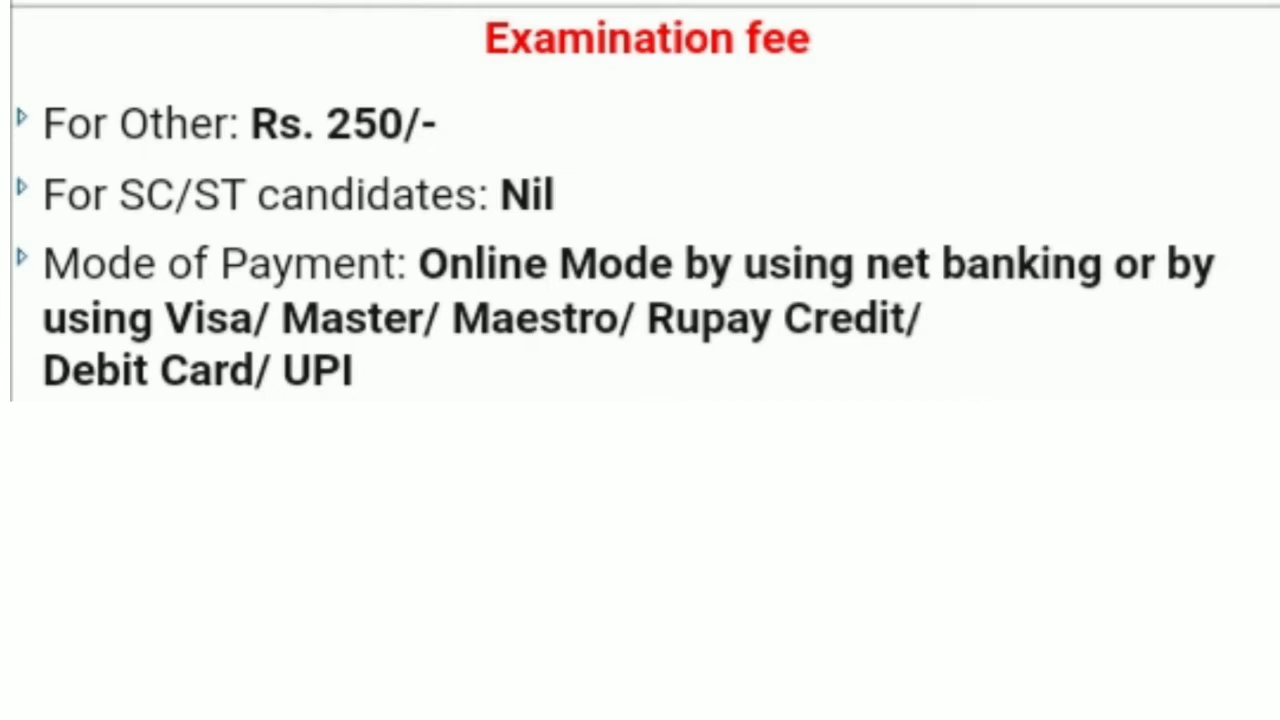 Examination fee
For Other: Rs. 250/-
For SC/ST candidates: Nil
Mode of Payment: Online Mode by using net banking or by
using Visa/ Master/ Maestro/ Rupay Credit/
Debit Card/ UPI